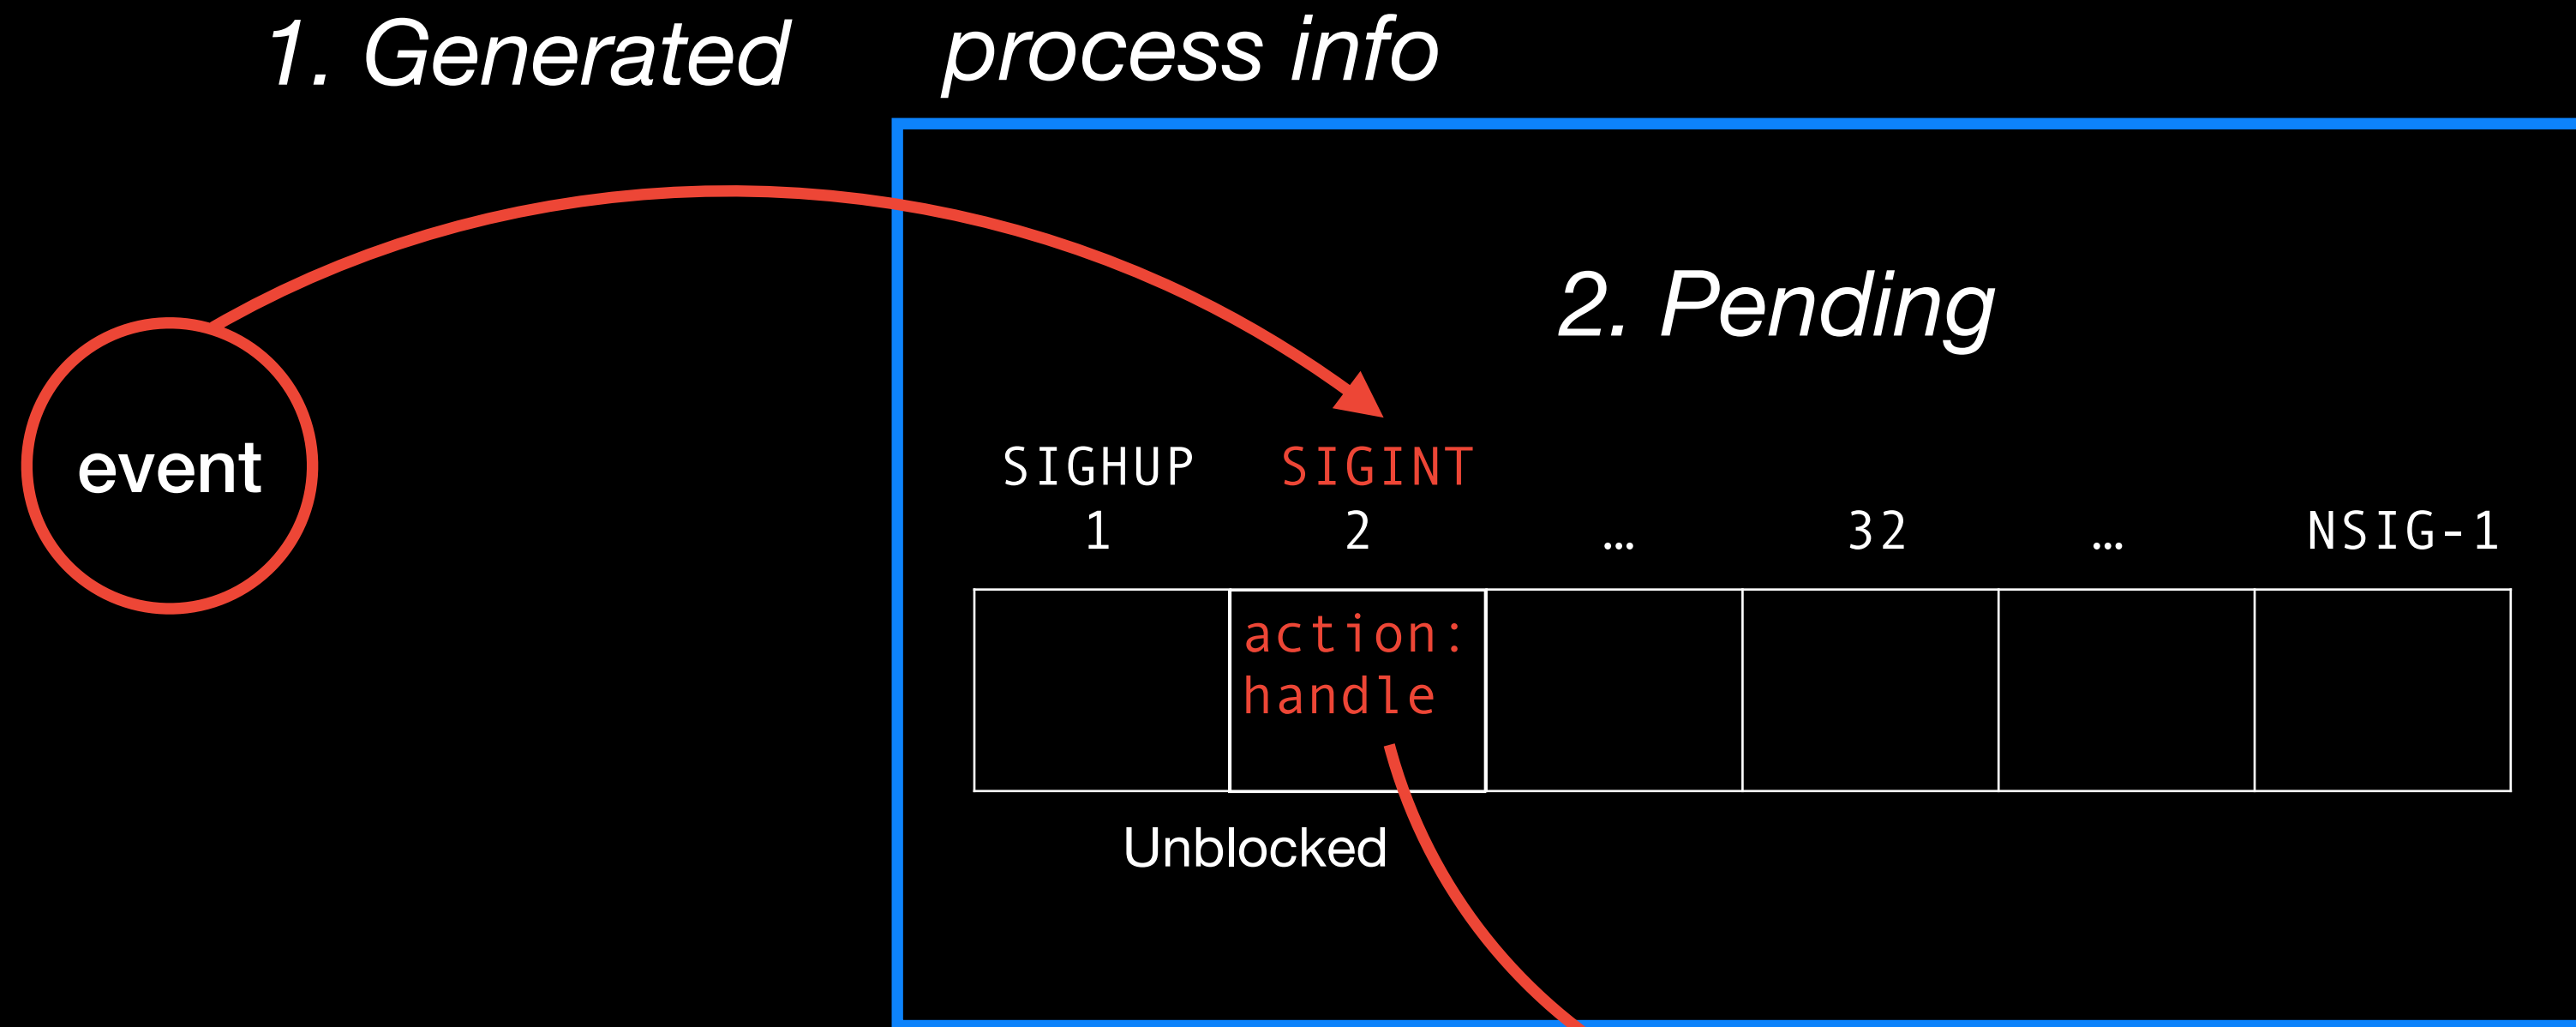 1. Generated
process info
2. Pending
event
SIGHUP SIGINT
1 2 … 32 … NSIG-1
action:
handle
Unblocked